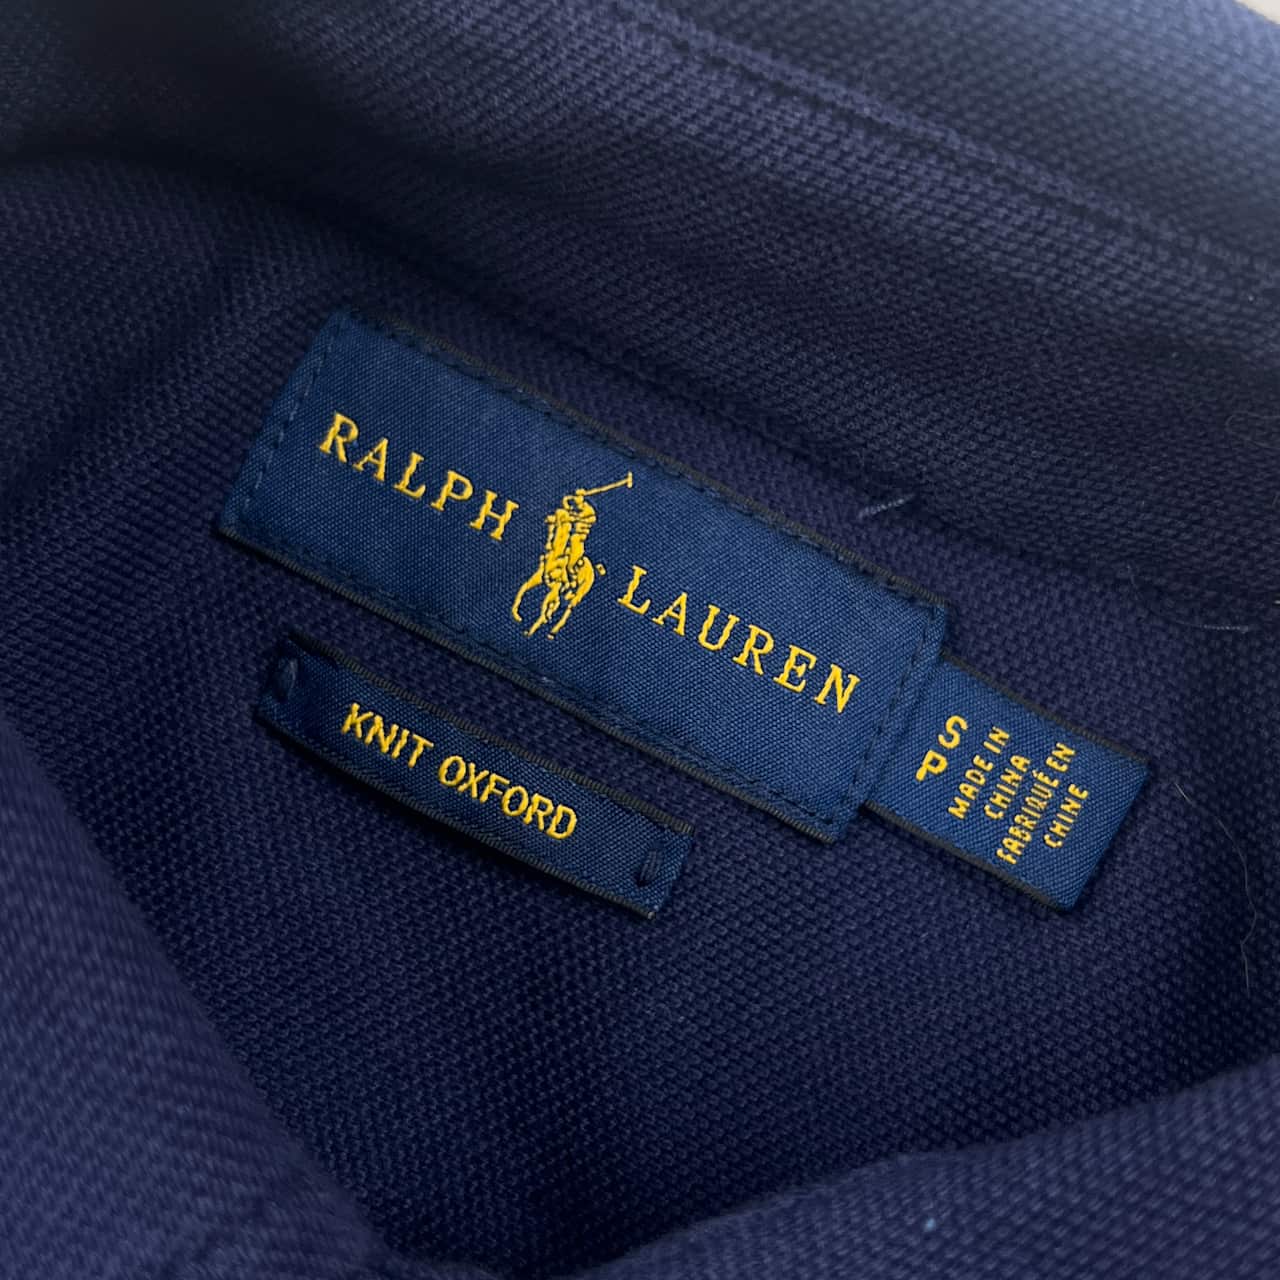 RALPH LAUREN
KNIT OXFORD
S
P
MADE IN
CHINA
FABRIQUÉ EN
CHINE